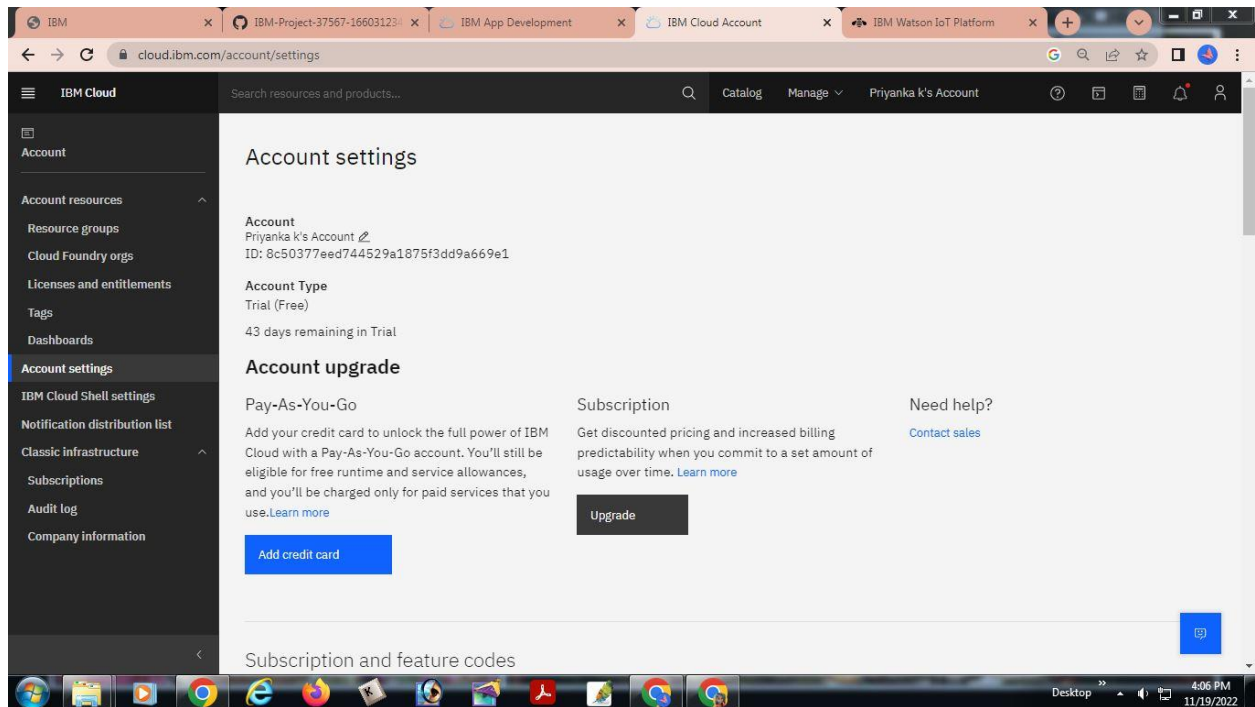 IBM
IBM-Project-37567-166031234
IBM App Development
IBM Cloud Account
IBM Watson IoT Platform
cloud.ibm.com/account/settings
IBM Cloud
Search resources and products...
Catalog
Manage
Priyanka k's Account
Account
Account resources
Resource groups
Cloud Foundry orgs
Licenses and entitlements
Tags
Dashboards
Account settings
IBM Cloud Shell settings
Notification distribution list
Classic infrastructure
Subscriptions
Audit log
Company information
Account settings
Account
Priyanka k's Account
ID: 8c50377eed744529a1875f3dd9a669e1
Account Type
Trial (Free)
43 days remaining in Trial
Account upgrade
Pay-As-You-Go
Add your credit card to unlock the full power of IBM
Cloud with a Pay-As-You-Go account. You'll still be
eligible for free runtime and service allowances,
and you'll be charged only for paid services that you
use.Learn more
Add credit card
Subscription
Get discounted pricing and increased billing
predictability when you commit to a set amount of
usage over time. Learn more
Upgrade
Need help?
Contact sales
Subscription and feature codes
Desktop
4:06 PM
11/19/2022